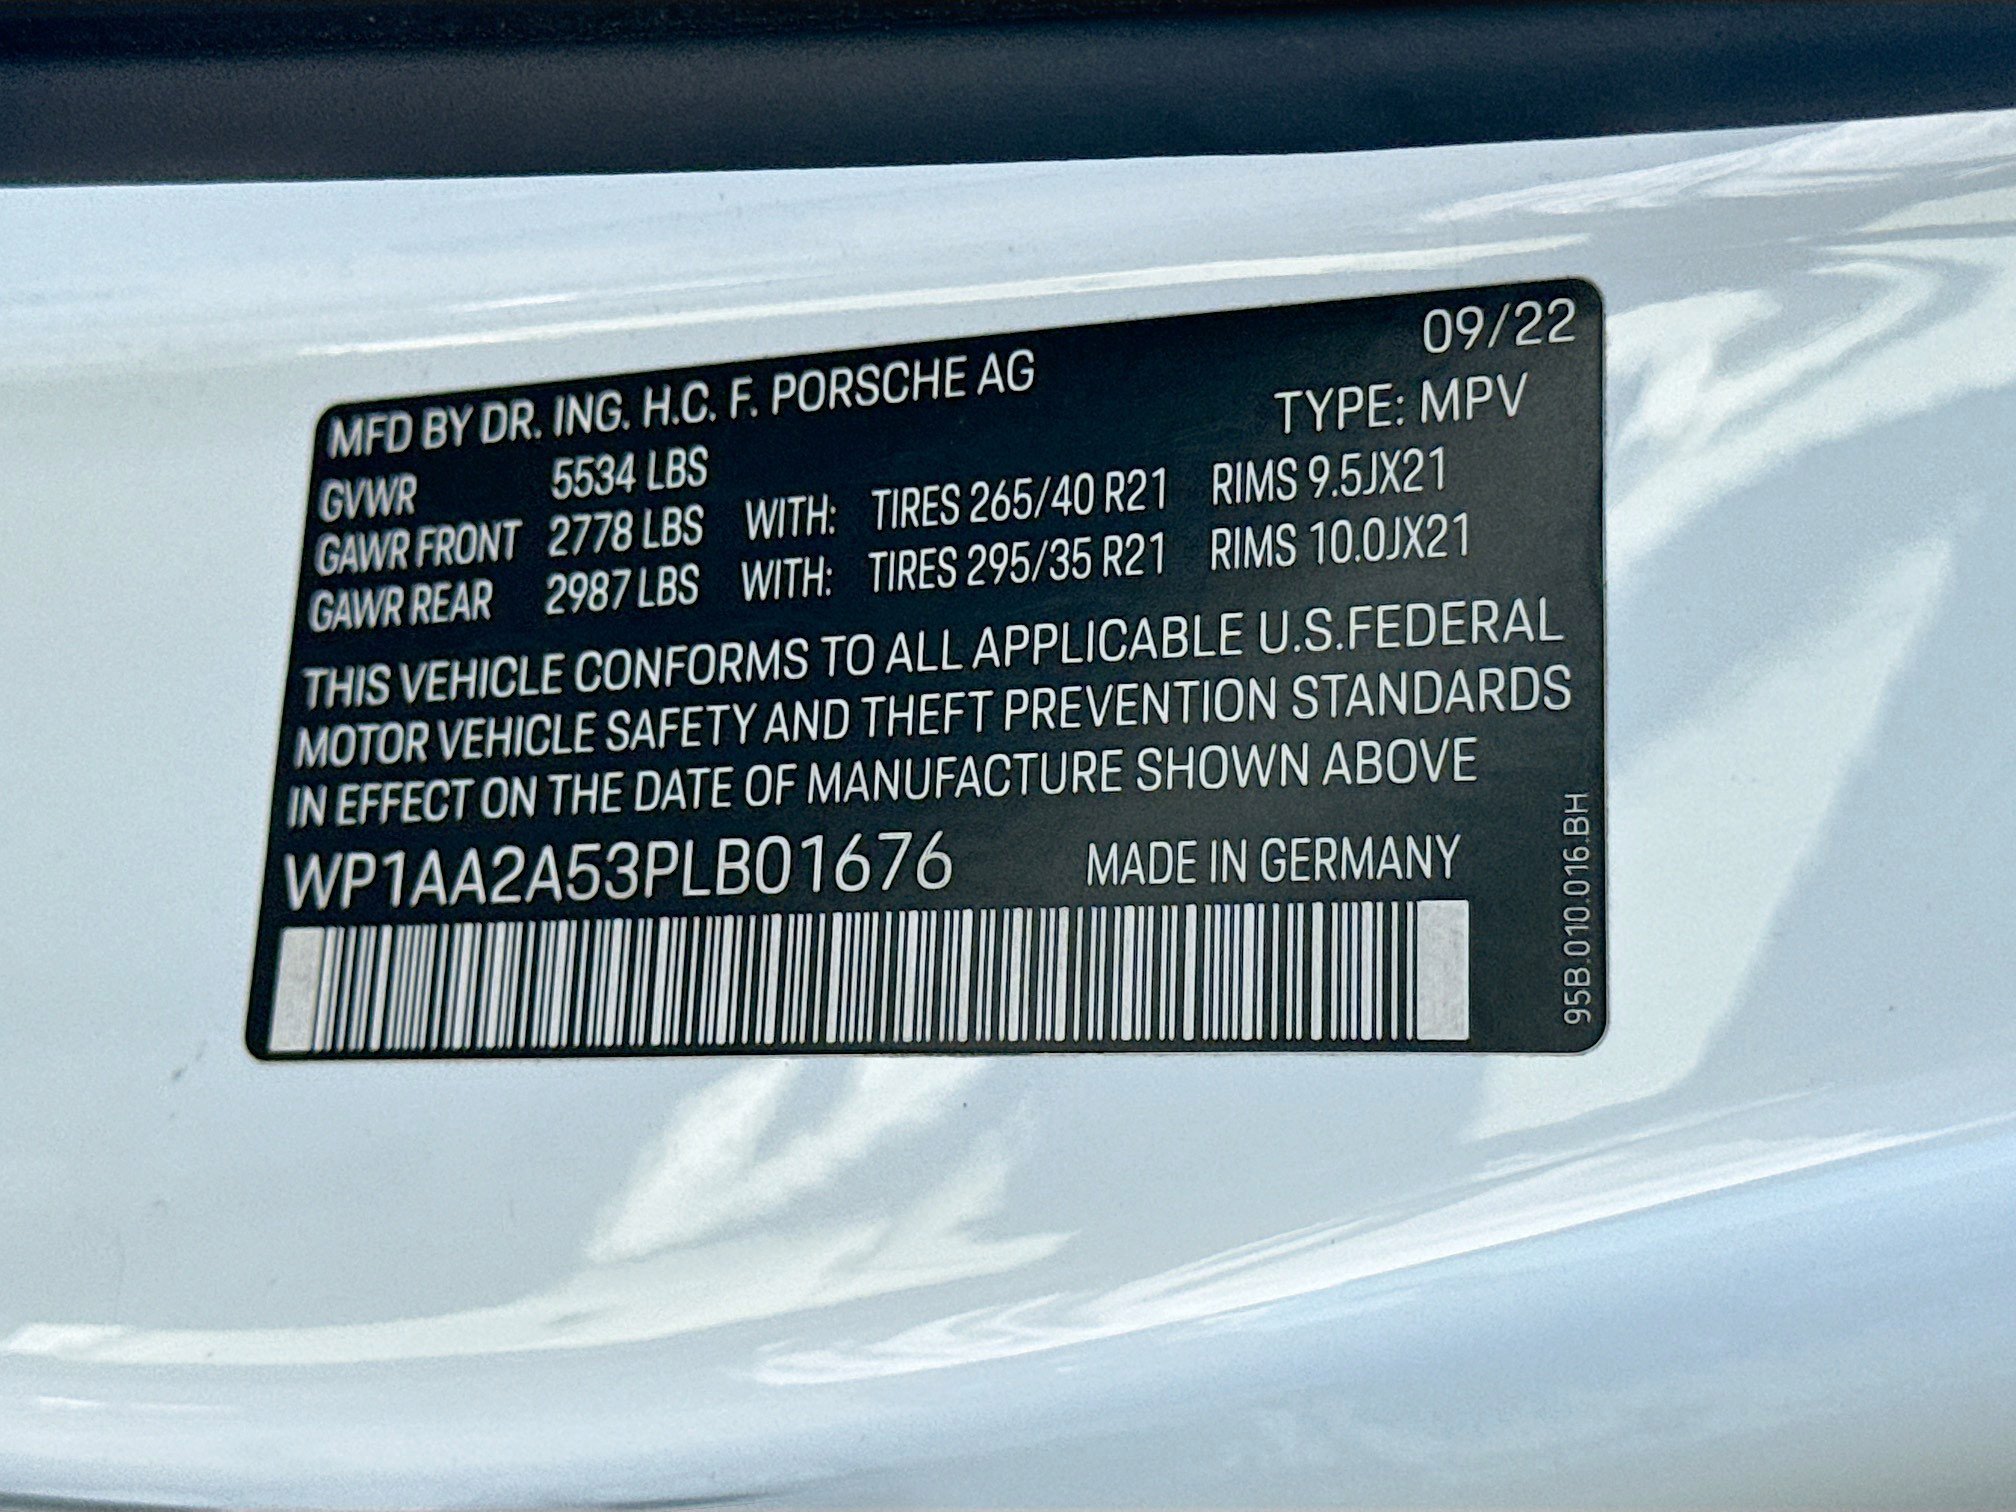 09/22
MFD BY DR. ING. H.C. F. PORSCHE AG
TYPE: MPV
GVWR 5534 LBS
GAWR FRONT 2778 LBS WITH: TIRES 265/40 R21 RIMS 9.5JX21
GAWR REAR 2987 LBS WITH: TIRES 295/35 R21 RIMS 10.0JX21
THIS VEHICLE CONFORMS TO ALL APPLICABLE U.S.FEDERAL
MOTOR VEHICLE SAFETY AND THEFT PREVENTION STANDARDS
IN EFFECT ON THE DATE OF MANUFACTURE SHOWN ABOVE
WP1AA2A53PLB01676 MADE IN GERMANY
95B.010.016.BH